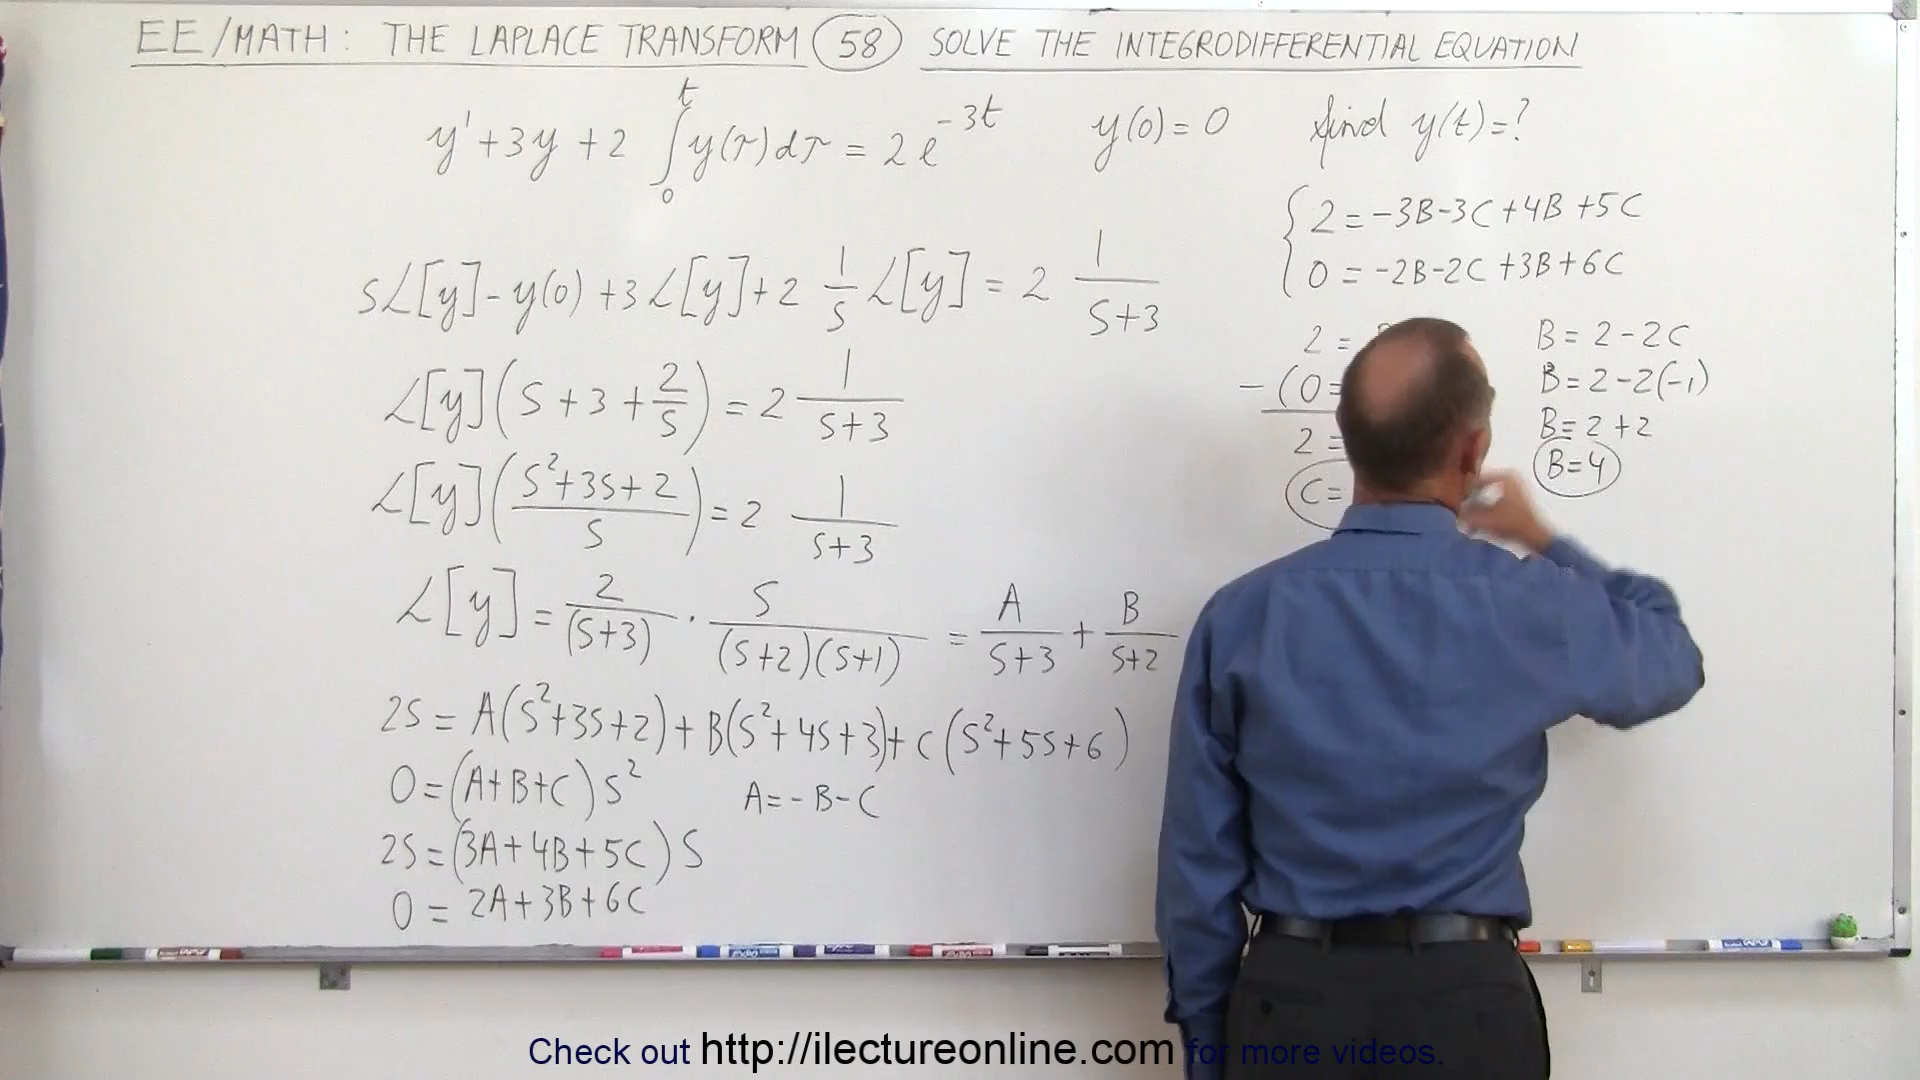 EE/MATH: THE LAPLACE TRANSFORM 58 SOLVE THE INTEGRODIFFERENTIAL EQUATION
y' + 3y + 2 ∫₀ᵗ y(τ)dτ = 2e^(-3t) y(0) = 0 find y(t) = ?
sℒ[y] - y(0) + 3ℒ[y] + 2 1/s ℒ[y] = 2 1/(s+3)
ℒ[y](s + 3 + 2/s) = 2 1/(s+3)
ℒ[y]((s² + 3s + 2)/s) = 2 1/(s+3)
ℒ[y] = 2/(s+3) · s/((s+2)(s+1)) = A/(s+3) + B/(s+2)
2s = A(s² + 3s + 2) + B(s² + 4s + 3) + C(s² + 5s + 6)
0 = (A+B+C)s² A = -B-C
2s = (3A + 4B + 5C)s
0 = 2A + 3B + 6C
{ 2 = -3B-3C+4B+5C
0 = -2B-2C+3B+6C
2 =
-(0 =
2 =
C =
B = 2-2C
B = 2-2(-1)
B = 2+2
B = 4
EXPO
Check out http://ilectureonline.com for more videos.